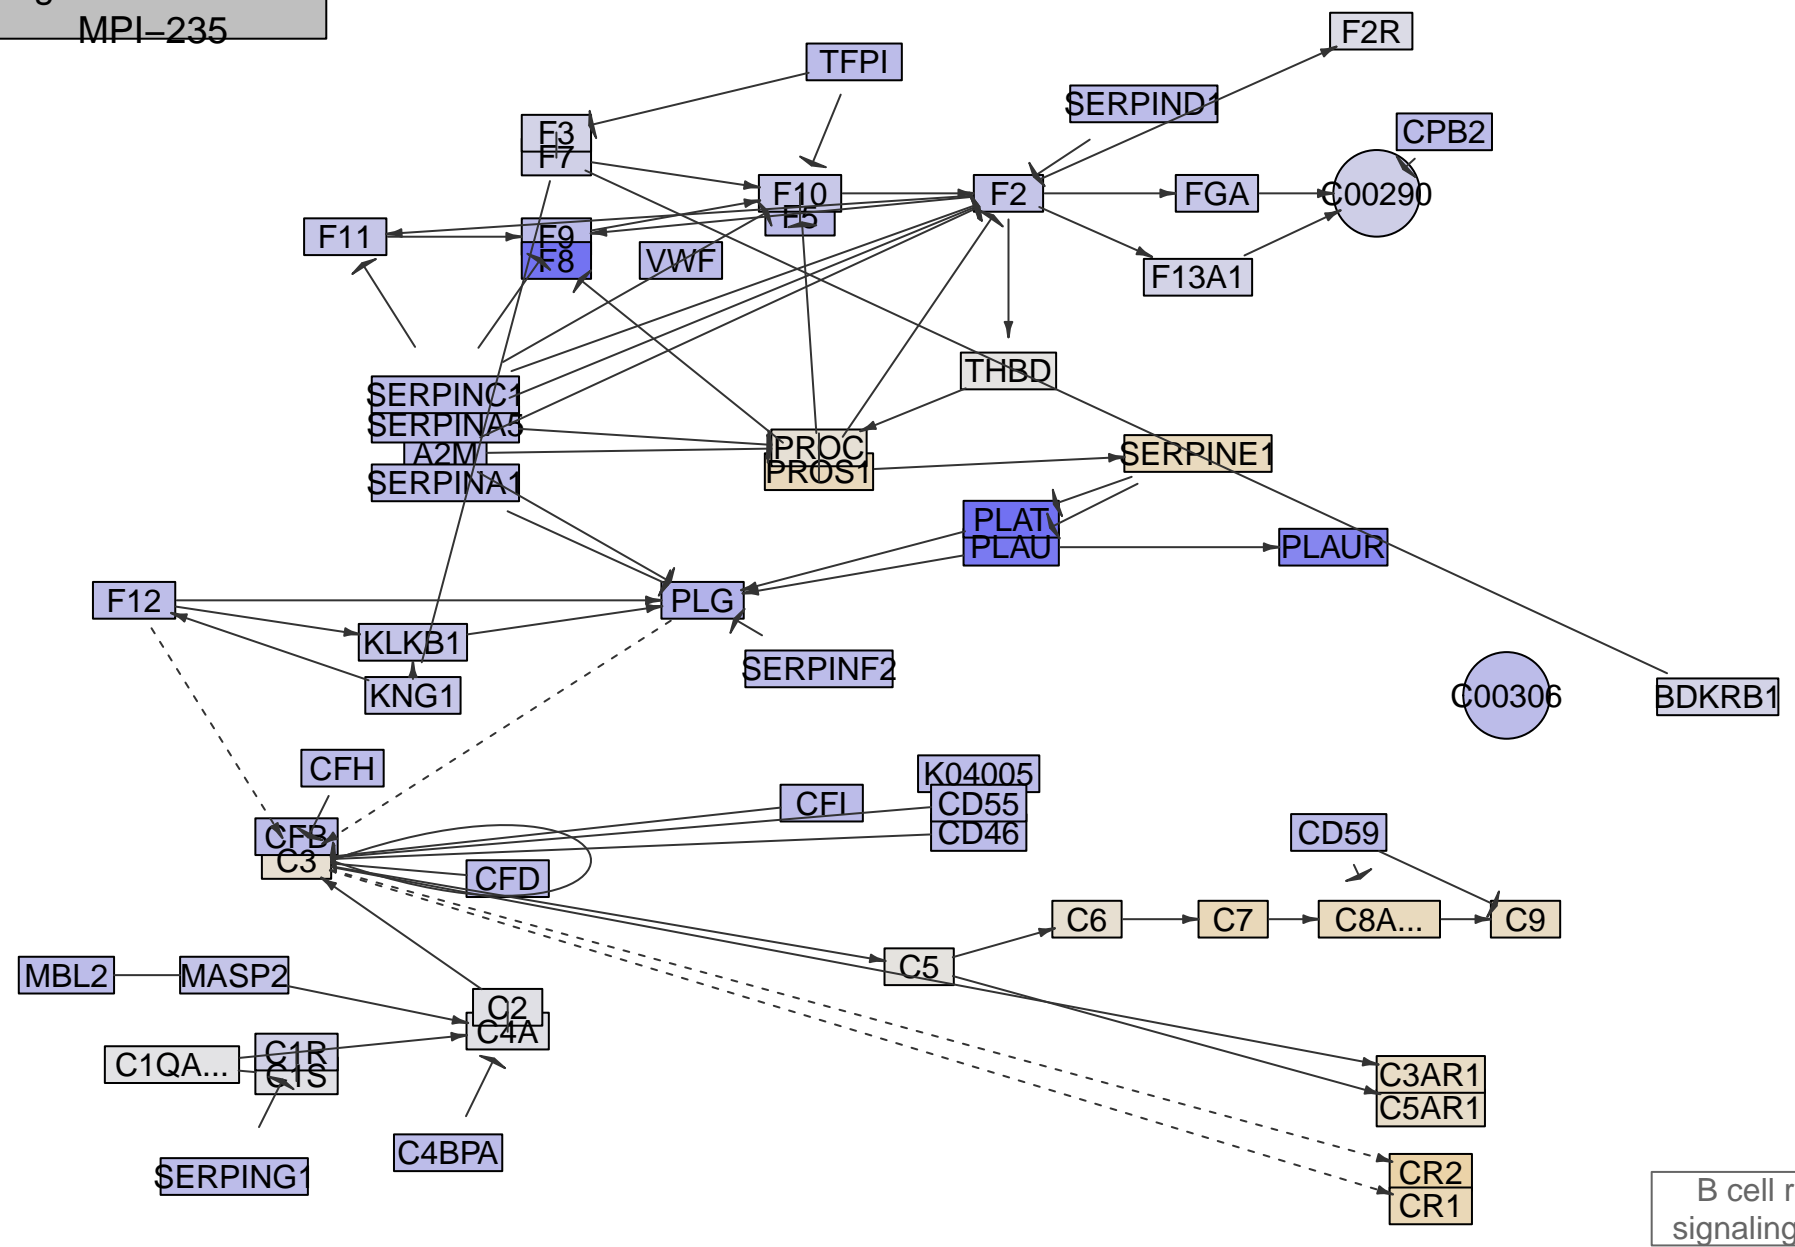 MPI−235
F2R
TFPI
SERPIND1
CPB2
F3
F7
F10
F5
F2
FGA
C00290
F11
F9
F8
VWF
F13A1
THBD
SERPINC1
SERPINA5
A2M
SERPINA1
PROC
PROS1
SERPINE1
PLAT
PLAU
PLAUR
F12
PLG
KLKB1
SERPINF2
KNG1
C00306
BDKRB1
CFH
K04005
CFI
CD55
CD46
CD59
CFB
C3
CFD
C6
C7
C8A...
C9
C5
MBL2
MASP2
C2
C4A
C1QA...
C1R
C1S
C3AR1
C5AR1
C4BPA
SERPING1
CR2
CR1
B cell r
signaling